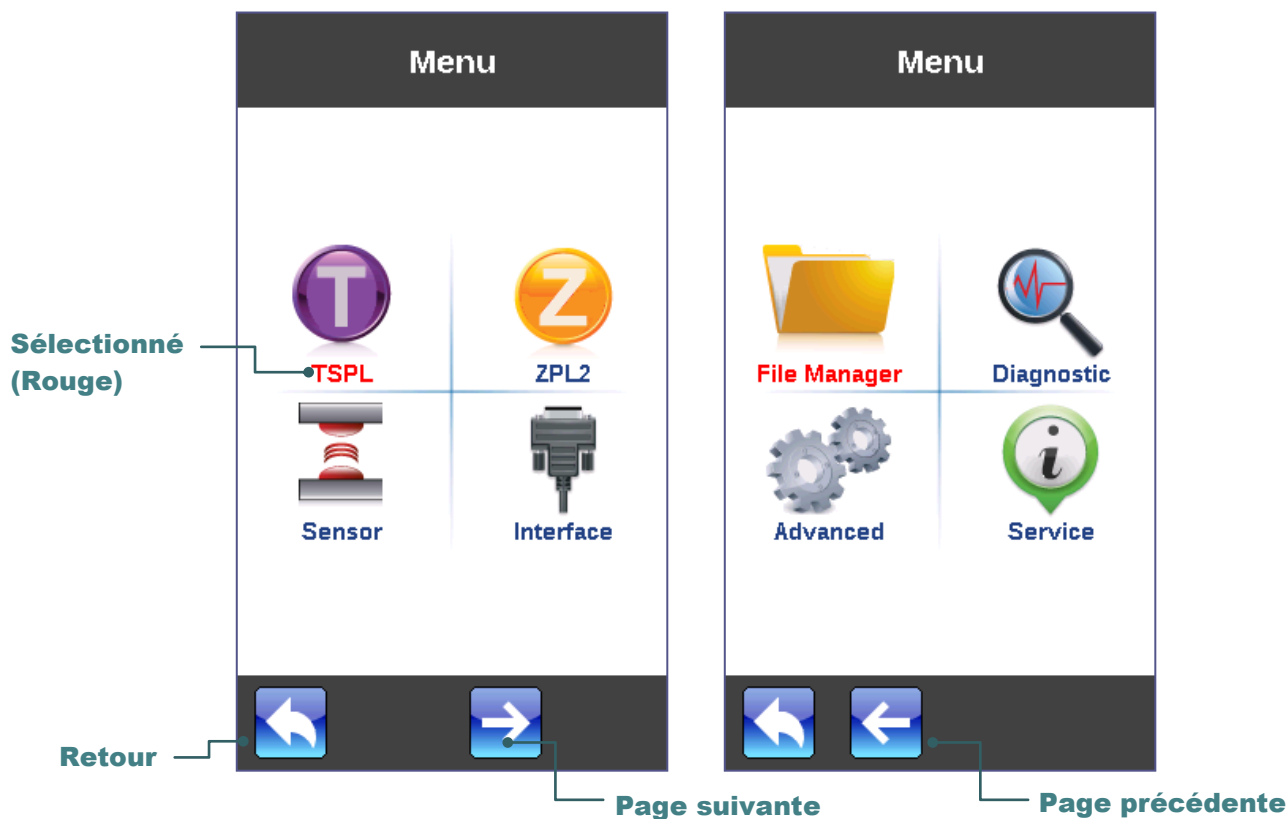 Menu
Menu
T
Z
Sélectionné
(Rouge)
TSPL
ZPL2
File Manager
Diagnostic
i
Sensor
Interface
Advanced
Service
Retour
Page suivante
Page précédente